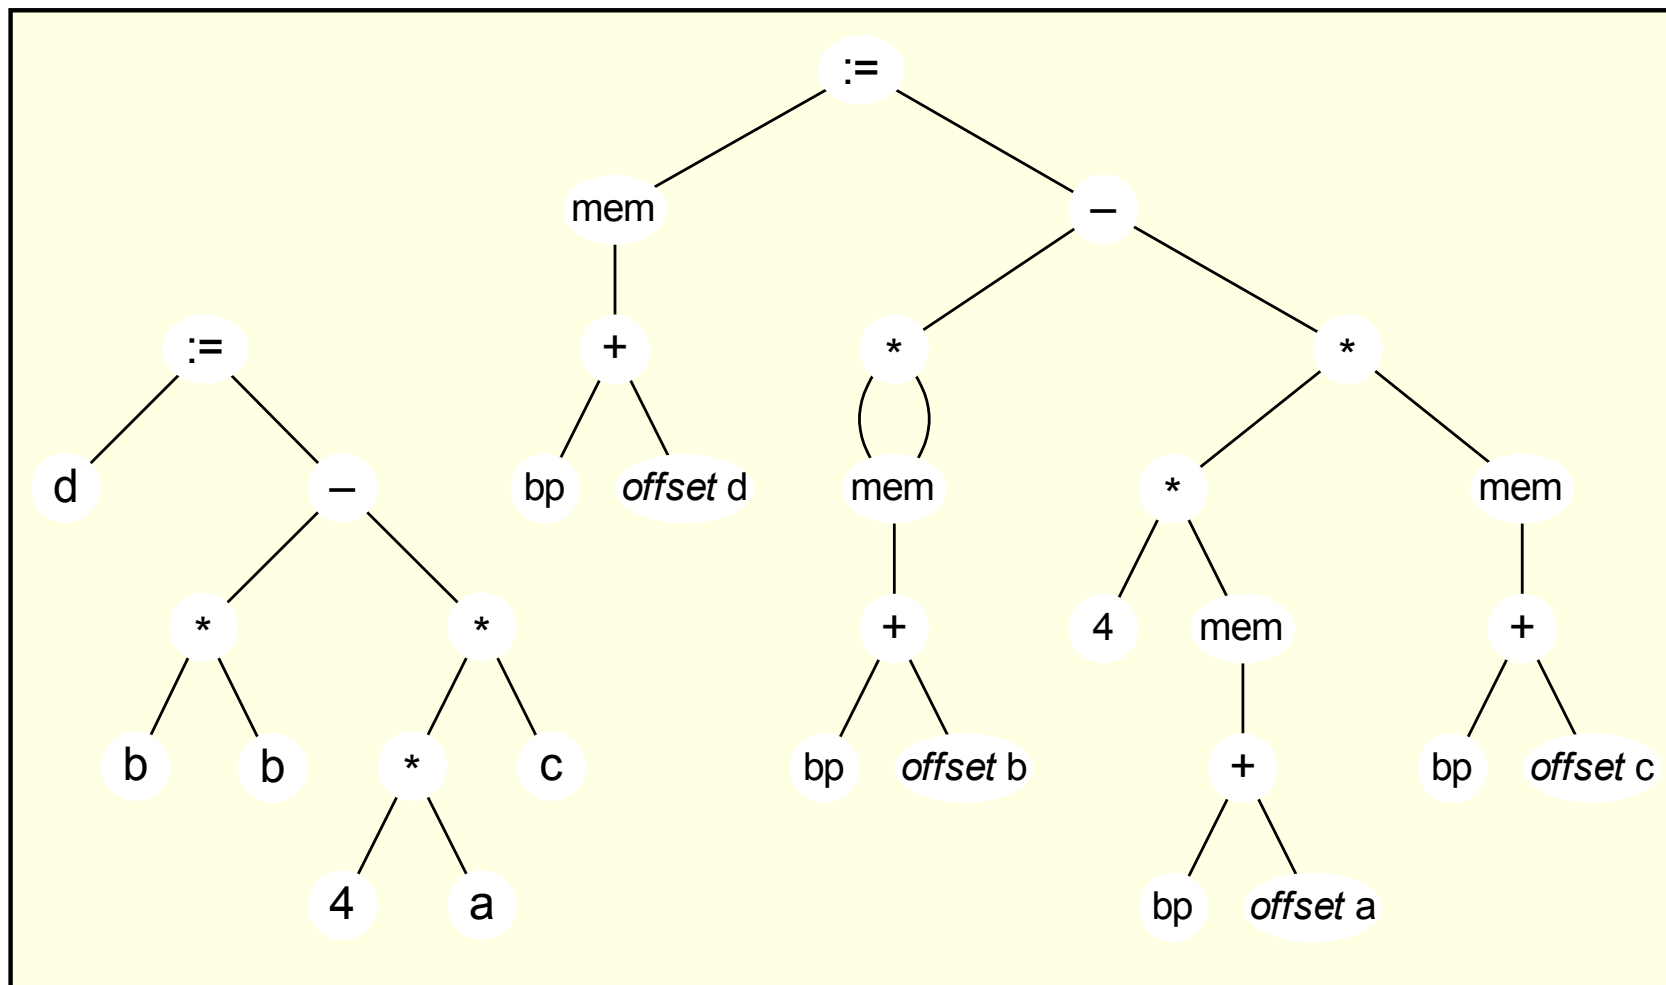 :=
mem –
:= + * *
d – bp offset d mem * mem
* * + 4 mem +
b b * c bp offset b + bp offset c
4 a bp offset a